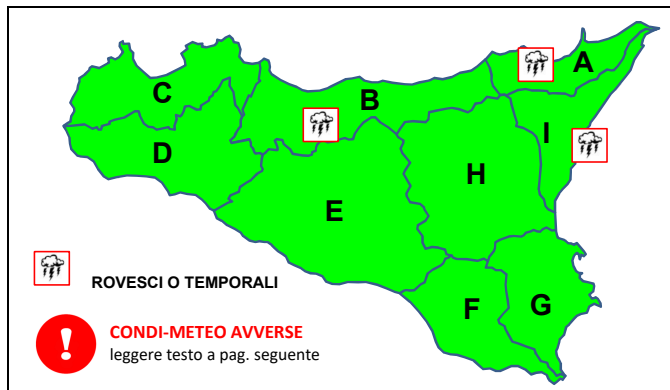 A
C
B
I
D
H
E
ROVESCI O TEMPORALI
F
G
!
CONDI-METEO AVVERSE
leggere testo a pag. seguente